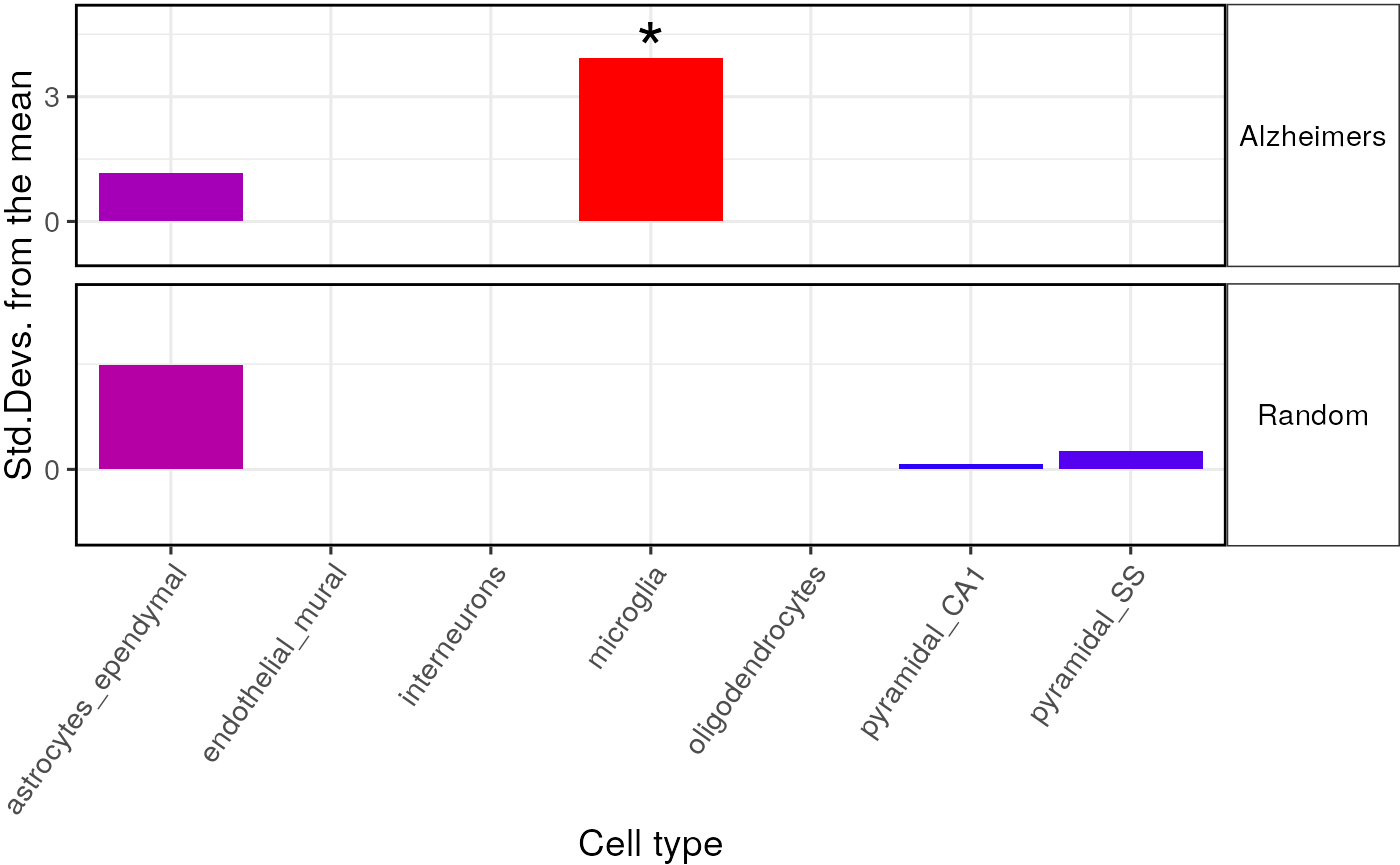 Std.Devs. from the mean
*
3
0
Alzheimers
0
Random
astrocytes_ependymal
endothelial_mural
interneurons
microglia
oligodendrocytes
pyramidal_CA1
pyramidal_SS
Cell type